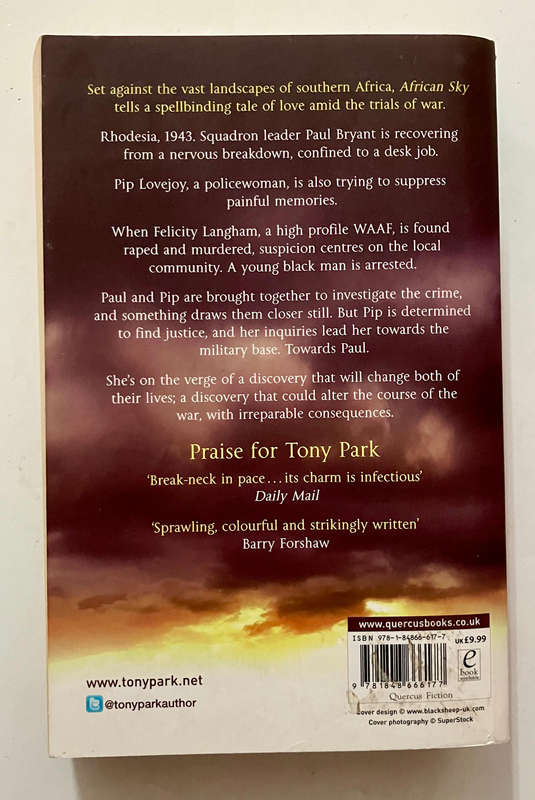 Set against the vast landscapes of southern Africa, African Sky
tells a spellbinding tale of love amid the trials of war.
Rhodesia, 1943. Squadron leader Paul Bryant is recovering
from a nervous breakdown, confined to a desk job.
Pip Lovejoy, a policewoman, is also trying to suppress
painful memories.
When Felicity Langham, a high profile WAAF, is found
raped and murdered, suspicion centres on the local
community. A young black man is arrested.
Paul and Pip are brought together to investigate the crime,
and something draws them closer still. But Pip is determined
to find justice, and her inquiries lead her towards the
military base. Towards Paul.
She's on the verge of a discovery that will change both of
their lives; a discovery that could alter the course of the
war, with irreparable consequences.
Praise for Tony Park
'Break-neck in pace...its charm is infectious'
Daily Mail
'Sprawling, colourful and strikingly written'
Barry Forshaw
www.quercusbooks.co.uk
ISBN 978-1-84866-617-7
UK£9.99
e
book
available
9 781848 666177
Quercus Fiction
www.tonypark.net
@tonyparkauthor
Cover design © www.blacksheep-uk.com
Cover photography © SuperStock